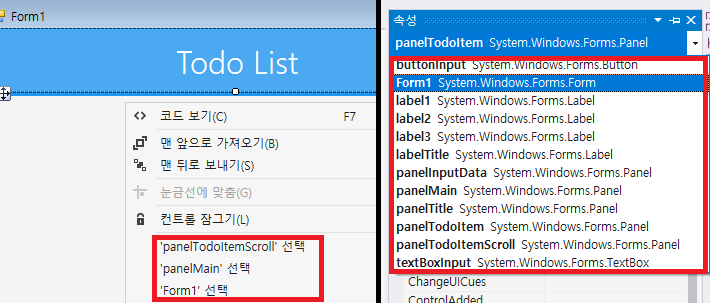 Form1
Todo List
코드 보기(C) F7
맨 앞으로 가져오기(B)
맨 뒤로 보내기(S)
눈금선에 맞춤(G)
컨트롤 잠그기(L)
'panelTodoItemScroll' 선택
'panelMain' 선택
'Form1' 선택
속성
panelTodoItem System.Windows.Forms.Panel
buttonInput System.Windows.Forms.Button
Form1 System.Windows.Forms.Form
label1 System.Windows.Forms.Label
label2 System.Windows.Forms.Label
label3 System.Windows.Forms.Label
labelTitle System.Windows.Forms.Label
panelInputData System.Windows.Forms.Panel
panelMain System.Windows.Forms.Panel
panelTitle System.Windows.Forms.Panel
panelTodoItem System.Windows.Forms.Panel
panelTodoItemScroll System.Windows.Forms.Panel
textBoxInput System.Windows.Forms.TextBox
ChangeUICues
ControlAdded